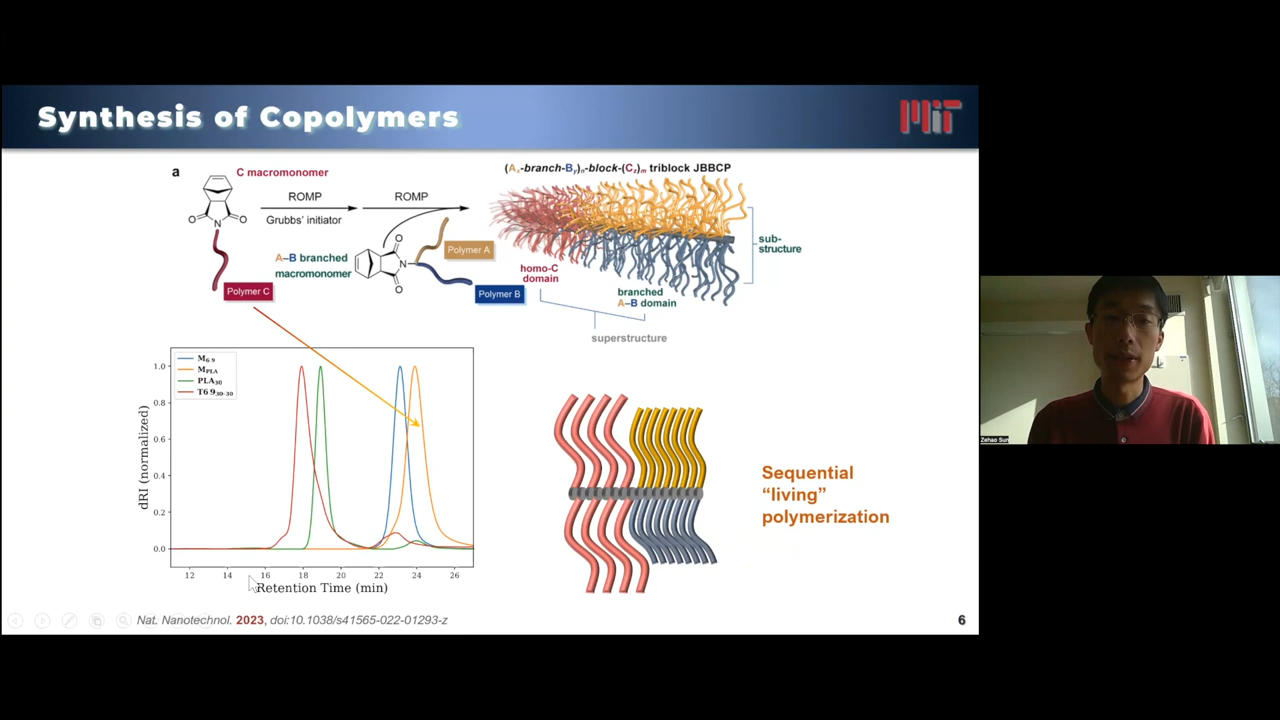 Synthesis of Copolymers
MIT
a
C macromonomer
ROMP
Grubbs' initiator
ROMP
(Ax-branch-By)n-block-(Cz)m triblock JBBCP
O
N
O
Polymer C
A–B branched
macromonomer
O
N
O
Polymer A
Polymer B
homo-C
domain
branched
A–B domain
sub-
structure
superstructure
M6 9
MPLA
PLA30
T6 930-30
dRI (normalized)
1.0
0.8
0.6
0.4
0.2
0.0
12 14 16 18 20 22 24 26
Retention Time (min)
Sequential
“living”
polymerization
Nat. Nanotechnol. 2023, doi:10.1038/s41565-022-01293-z
6
Zehao Sun